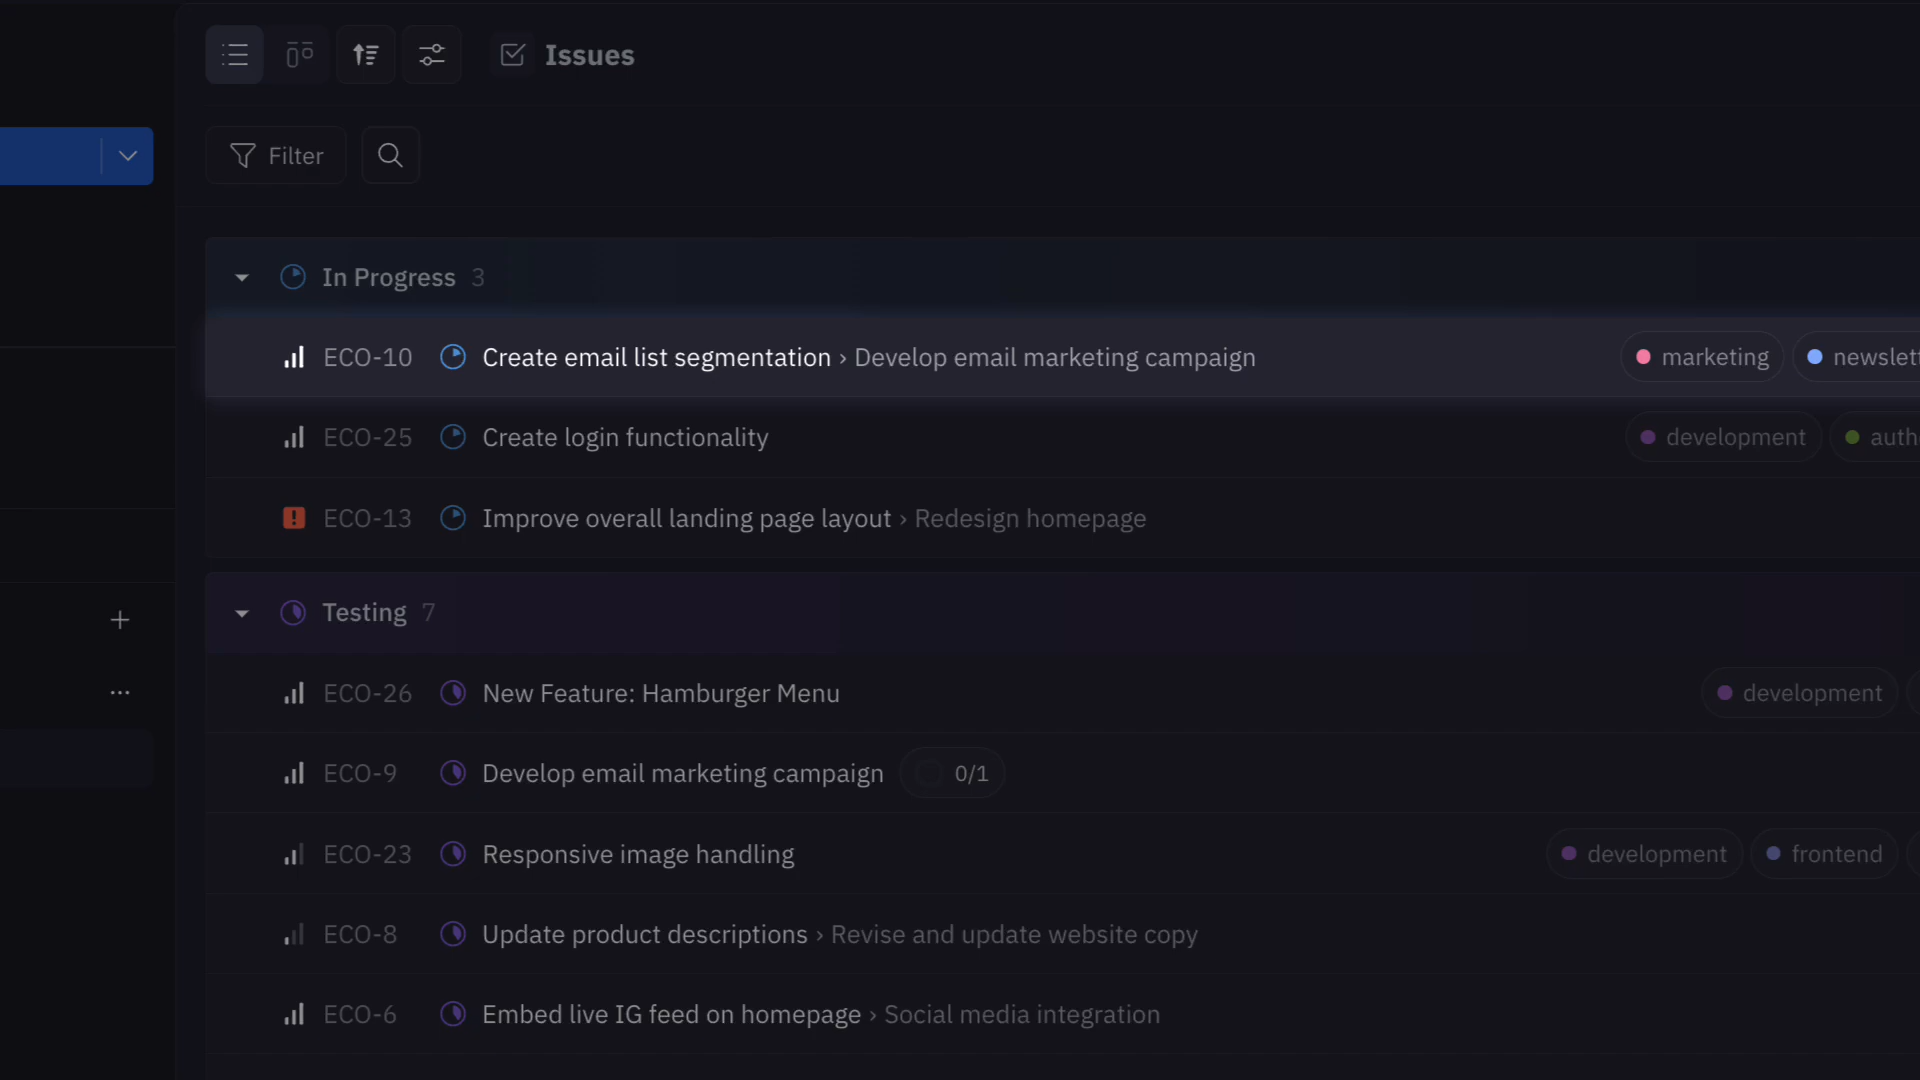 Issues
Filter
In Progress 3
ECO-10 Create email list segmentation › Develop email marketing campaign marketing
ECO-25 Create login functionality development
ECO-13 Improve overall landing page layout › Redesign homepage
Testing 7
ECO-26 New Feature: Hamburger Menu development
ECO-9 Develop email marketing campaign 0/1
ECO-23 Responsive image handling development frontend
ECO-8 Update product descriptions › Revise and update website copy
ECO-6 Embed live IG feed on homepage › Social media integration